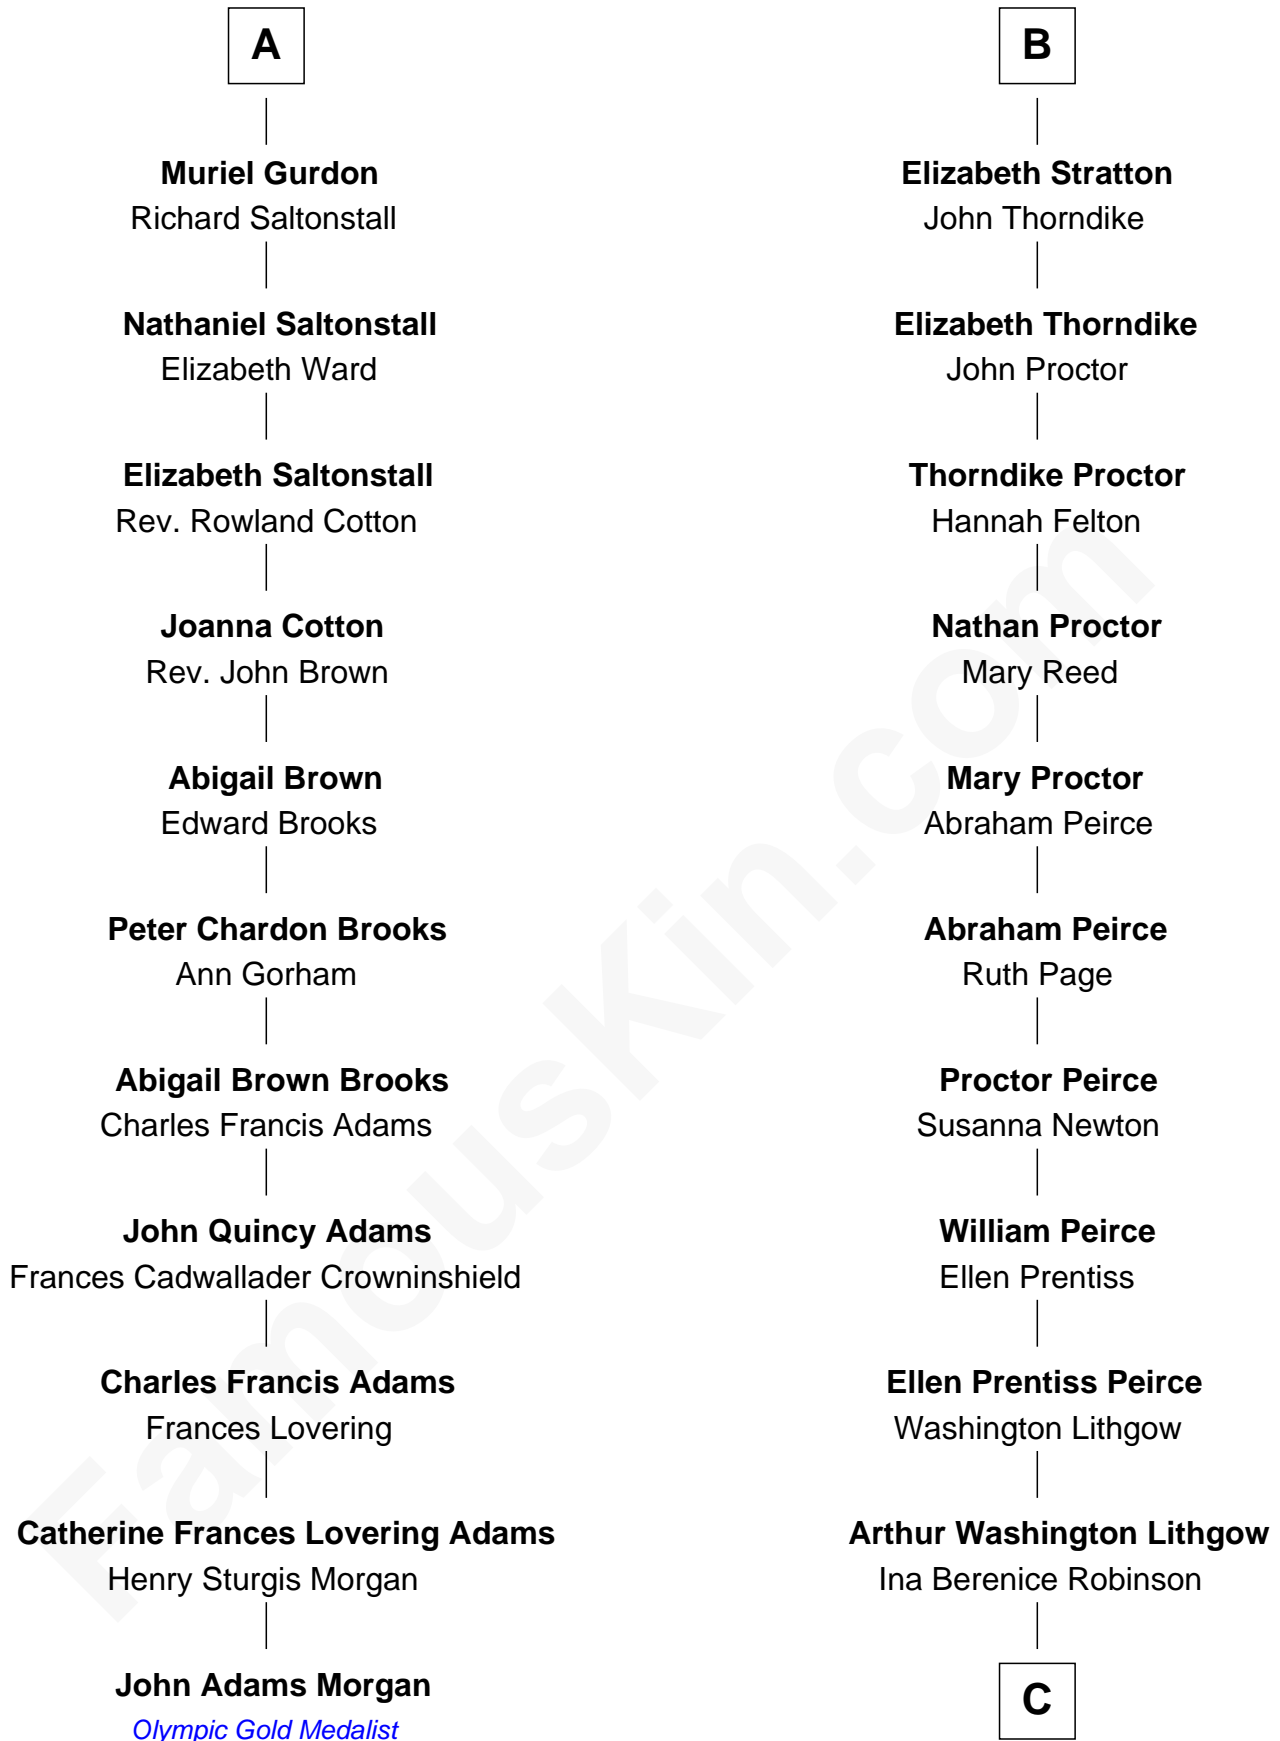 A
Muriel Gurdon
Richard Saltonstall
Nathaniel Saltonstall
Elizabeth Ward
Elizabeth Saltonstall
Rev. Rowland Cotton
Joanna Cotton
Rev. John Brown
Abigail Brown
Edward Brooks
Peter Chardon Brooks
Ann Gorham
Abigail Brown Brooks
Charles Francis Adams
John Quincy Adams
Frances Cadwallader Crowninshield
Charles Francis Adams
Frances Lovering
Catherine Frances Lovering Adams
Henry Sturgis Morgan
John Adams Morgan
Olympic Gold Medalist
B
Elizabeth Stratton
John Thorndike
Elizabeth Thorndike
John Proctor
Thorndike Proctor
Hannah Felton
Nathan Proctor
Mary Reed
Mary Proctor
Abraham Peirce
Abraham Peirce
Ruth Page
Proctor Peirce
Susanna Newton
William Peirce
Ellen Prentiss
Ellen Prentiss Peirce
Washington Lithgow
Arthur Washington Lithgow
Ina Berenice Robinson
C
FamousKin.com